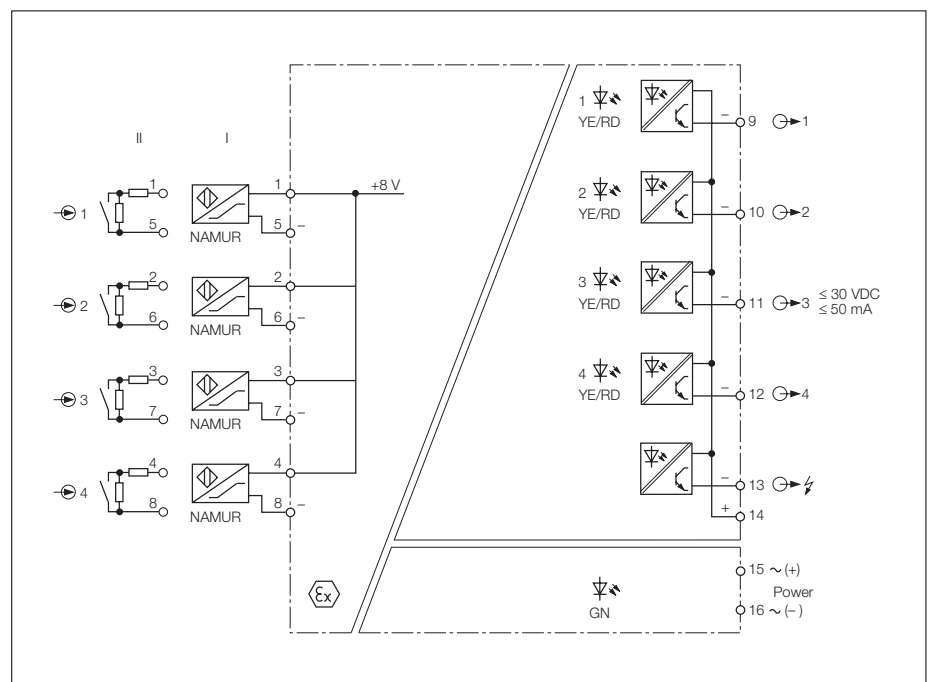 II
I
1
5
1
NAMUR
1
5 –
+8 V
2
6
2
NAMUR
2
6 –
3
7
3
NAMUR
3
7 –
4
8
4
NAMUR
4
8 –
Ex
1
YE/RD
– 9 1
2
YE/RD
– 10 2
3
YE/RD
– 11 3
≤ 30 VDC
≤ 50 mA
4
YE/RD
– 12 4
– 13
+ 14
GN
15 ~ (+)
Power
16 ~ (–)